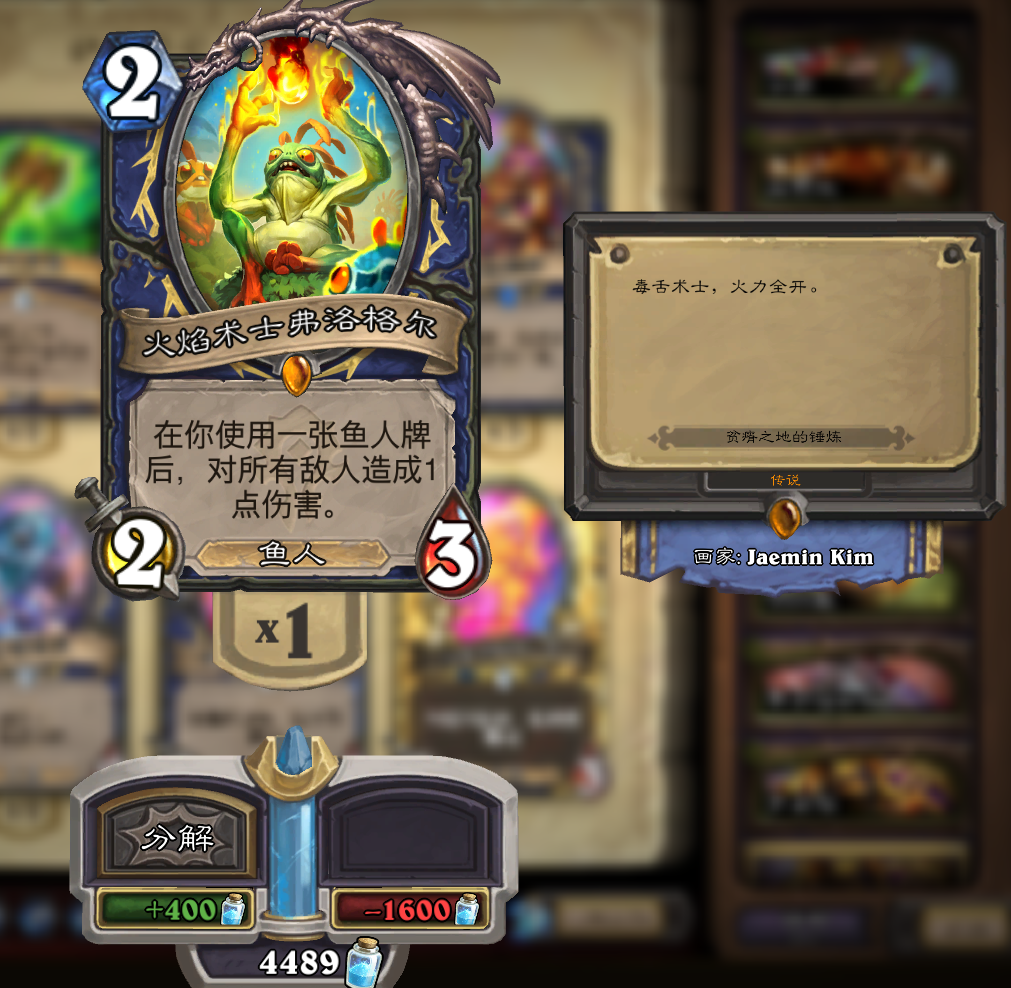 2
火焰术士弗洛格尔
在你使用一张鱼人牌
后，对所有敌人造成1
点伤害。
2
鱼人
3
x1
毒舌术士，火力全开。
贫瘠之地的锤炼
传说
画家: Jaemin Kim
分解
+400
-1600
4489